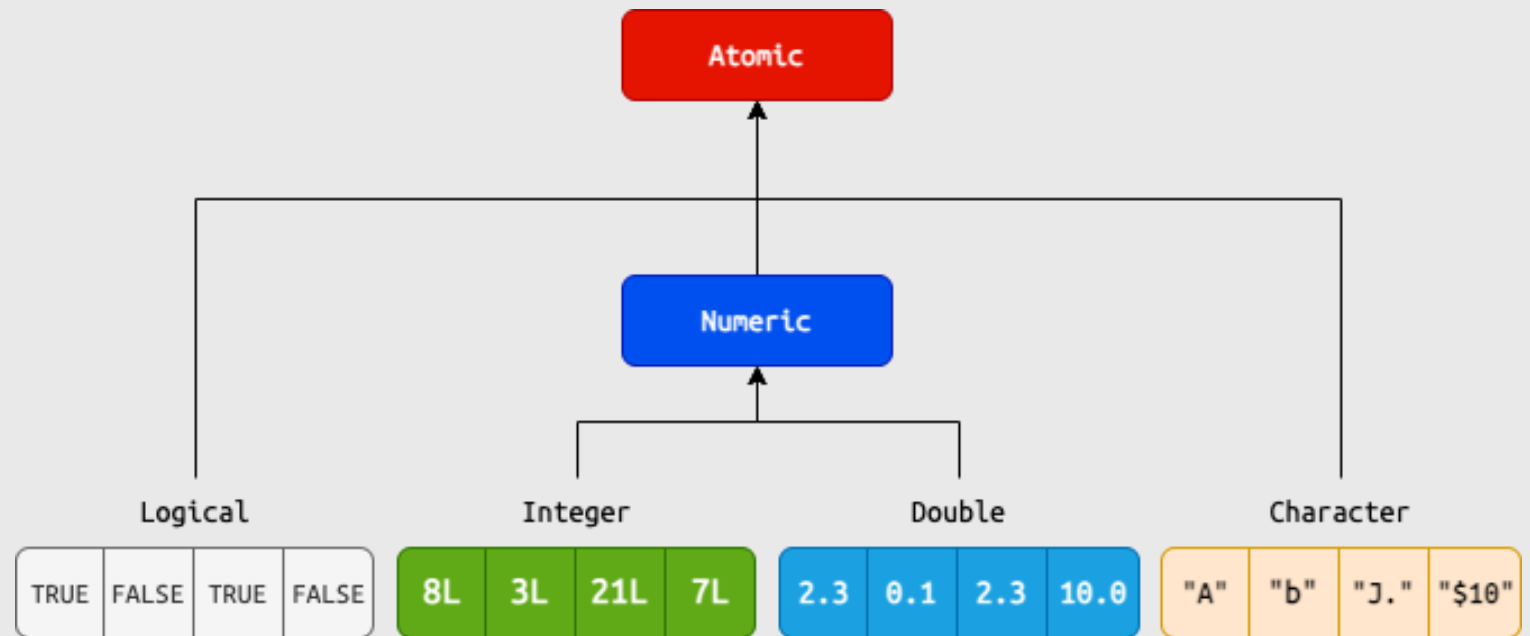 Atomic
Numeric
Logical Integer Double Character
TRUE FALSE TRUE FALSE 8L 3L 21L 7L 2.3 0.1 2.3 10.0 "A" "b" "J." "$10"